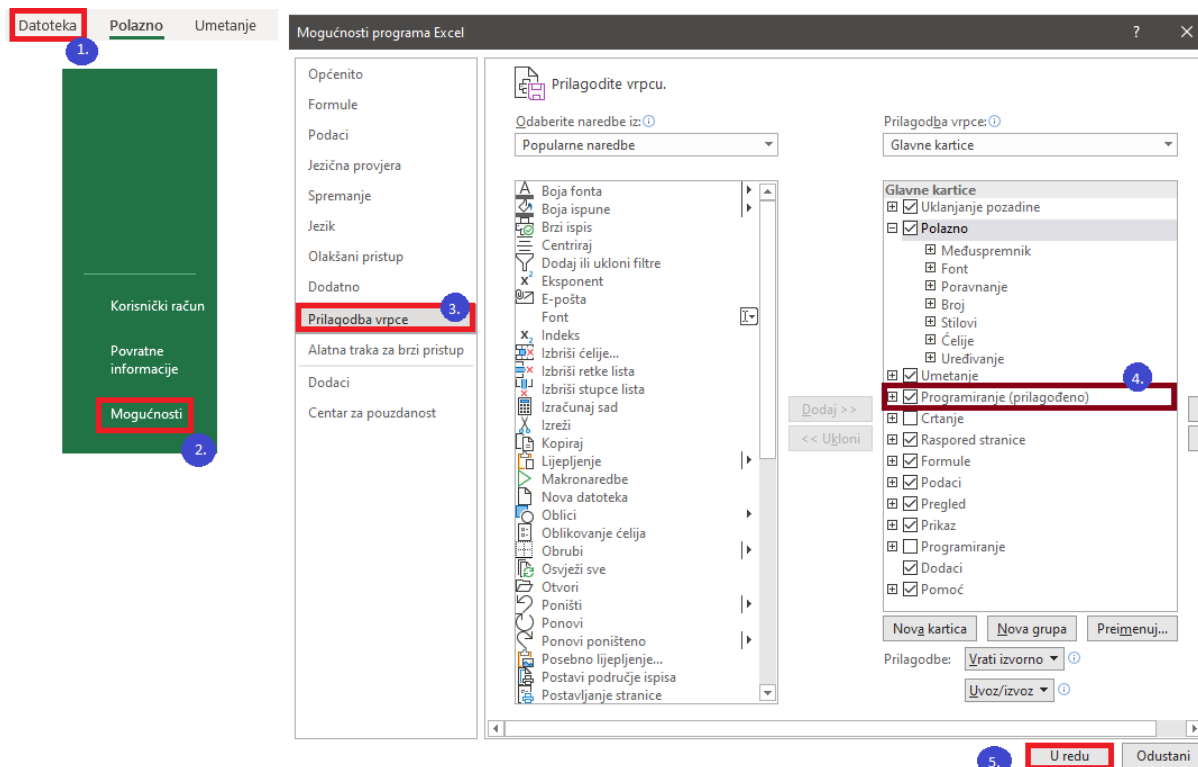 Datoteka Polazno Umetanje
1.
Korisnički račun
Povratne
informacije
Mogućnosti
2.
Mogućnosti programa Excel ? ✕
Općenito
Formule
Podaci
Jezična provjera
Spremanje
Jezik
Olakšani pristup
Dodatno
3.
Prilagodba vrpce
Alatna traka za brzi pristup
Dodaci
Centar za pouzdanost
Prilagodite vrpcu.
Odaberite naredbe iz:
Popularne naredbe
Boja fonta
Boja ispune
Brzi ispis
Centriraj
Dodaj ili ukloni filtre
Eksponent
E-pošta
Font
Indeks
Izbriši ćelije...
Izbriši retke lista
Izbriši stupce lista
Izračunaj sad
Izreži
Kopiraj
Lijepljenje
Makronaredbe
Nova datoteka
Oblici
Oblikovanje ćelija
Obrubi
Osvježi sve
Otvori
Poništi
Ponovi
Ponovi poništeno
Posebno lijepljenje...
Postavi područje ispisa
Postavljanje stranice
Dodaj >>
<< Ukloni
Prilagodba vrpce:
Glavne kartice
Glavne kartice
Uklanjanje pozadine
Polazno
Međuspremnik
Font
Poravnanje
Broj
Stilovi
Ćelije
Uređivanje
Umetanje
4.
Programiranje (prilagođeno)
Crtanje
Raspored stranice
Formule
Podaci
Pregled
Prikaz
Programiranje
Dodaci
Pomoć
Nova kartica Nova grupa Preimenuj...
Prilagodbe: Vrati izvorno
Uvoz/izvoz
5.
U redu Odustani